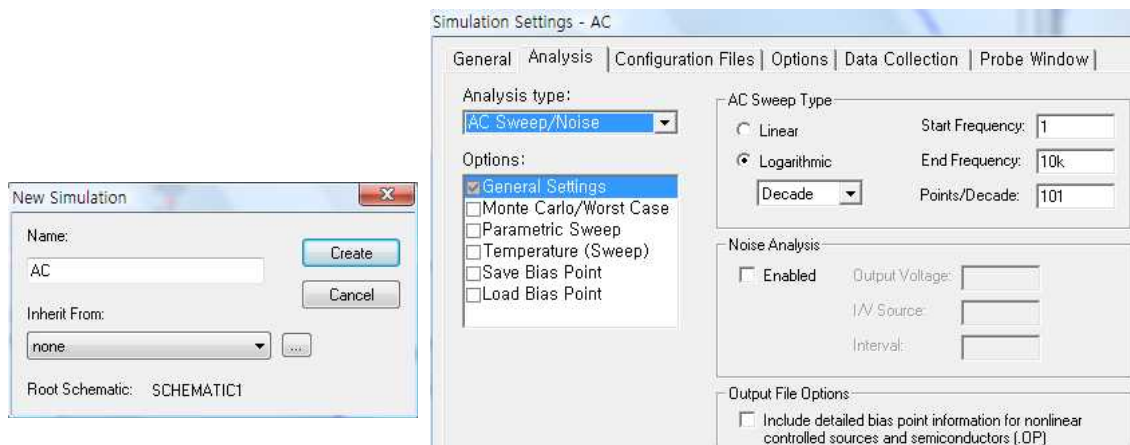 New Simulation
Name:
Create
AC
Cancel
Inherit From:
none
...
Root Schematic: SCHEMATIC1
Simulation Settings - AC
General Analysis Configuration Files Options Data Collection Probe Window
Analysis type:
AC Sweep/Noise
Options:
General Settings
Monte Carlo/Worst Case
Parametric Sweep
Temperature (Sweep)
Save Bias Point
Load Bias Point
AC Sweep Type
Linear
Logarithmic
Decade
Start Frequency: 1
End Frequency: 10k
Points/Decade: 101
Noise Analysis
Enabled
Output Voltage:
I/V Source:
Interval:
Output File Options
Include detailed bias point information for nonlinear
controlled sources and semiconductors (.OP)